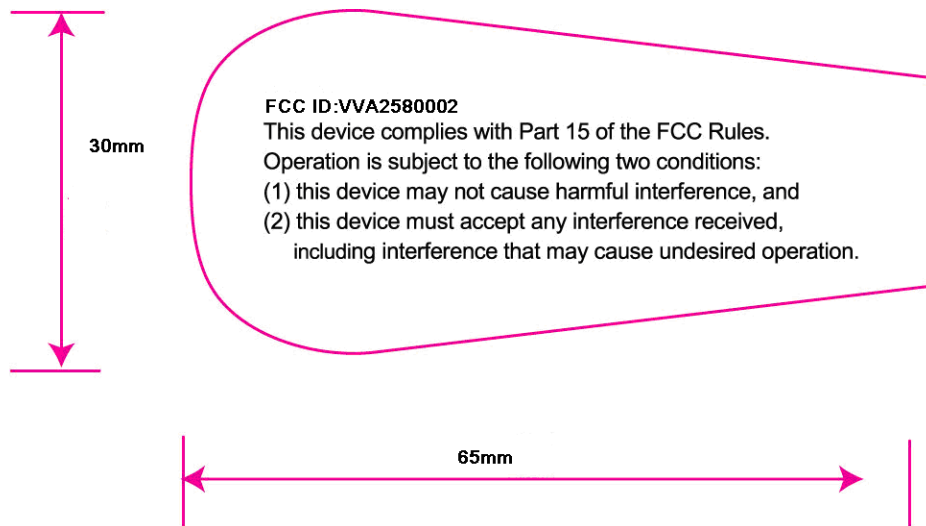 FCC ID:VVA2580002
This device complies with Part 15 of the FCC Rules.
30mm
Operation is subject to the following two conditions:
(1) this device may not cause harmful interference, and
(2) this device must accept any interference received,
including interference that may cause undesired operation.
65mm